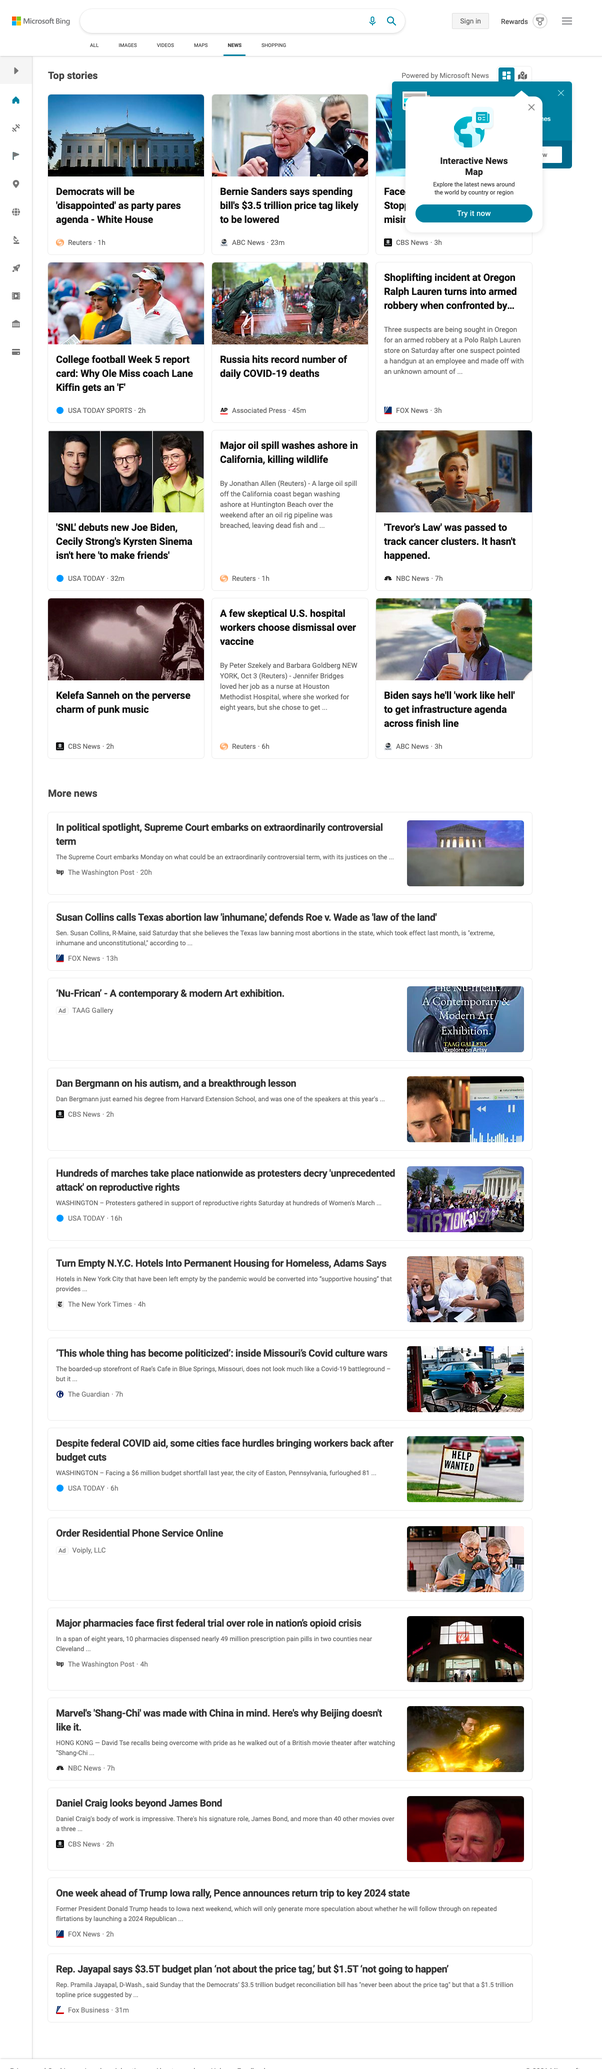 Microsoft Bing
Sign in
Rewards
ALL
IMAGES
VIDEOS
MAPS
NEWS
SHOPPING
Top stories
Powered by Microsoft News
Interactive News
Map
Explore the latest news around
the world by country or region
Try it now
Democrats will be
'disappointed' as party pares
agenda - White House
Reuters · 1h
Bernie Sanders says spending
bill's $3.5 trillion price tag likely
to be lowered
ABC News · 23m
CBS News · 3h
College football Week 5 report
card: Why Ole Miss coach Lane
Kiffin gets an 'F'
USA TODAY SPORTS · 2h
Russia hits record number of
daily COVID-19 deaths
AP
Associated Press · 45m
Shoplifting incident at Oregon
Ralph Lauren turns into armed
robbery when confronted by...
Three suspects are being sought in Oregon
for an armed robbery at a Polo Ralph Lauren
store on Saturday after one suspect pointed
a handgun at an employee and made off with
an unknown amount of ...
FOX News · 3h
'SNL' debuts new Joe Biden,
Cecily Strong's Kyrsten Sinema
isn't here 'to make friends'
USA TODAY · 32m
Major oil spill washes ashore in
California, killing wildlife
By Jonathan Allen (Reuters) - A large oil spill
off the California coast began washing
ashore at Huntington Beach over the
weekend after an oil rig pipeline was
breached, leaving dead fish and ...
Reuters · 1h
'Trevor's Law' was passed to
track cancer clusters. It hasn't
happened.
NBC News · 7h
Kelefa Sanneh on the perverse
charm of punk music
CBS News · 2h
A few skeptical U.S. hospital
workers choose dismissal over
vaccine
By Peter Szekely and Barbara Goldberg NEW
YORK, Oct 3 (Reuters) - Jennifer Bridges
loved her job as a nurse at Houston
Methodist Hospital, where she worked for
eight years, but she chose to get ...
Reuters · 6h
Biden says he'll 'work like hell'
to get infrastructure agenda
across finish line
ABC News · 3h
More news
In political spotlight, Supreme Court embarks on extraordinarily controversial
term
The Supreme Court embarks Monday on what could be an extraordinarily controversial term, with its justices on the ...
wp
The Washington Post · 20h
Susan Collins calls Texas abortion law 'inhumane,' defends Roe v. Wade as 'law of the land'
Sen. Susan Collins, R-Maine, said Saturday that she believes the Texas law banning most abortions in the state, which took effect last month, is "extreme,
inhumane and unconstitutional," according to ...
FOX News · 13h
'Nu-Frican' - A contemporary & modern Art exhibition.
Ad TAAG Gallery
The Nu-Frican:
A Contemporary &
Modern Art
Exhibition.
TAAG GALLERY
Explore on Artsy
Dan Bergmann on his autism, and a breakthrough lesson
Dan Bergmann just earned his degree from Harvard Extension School, and was one of the speakers at this year's ...
CBS News · 2h
Hundreds of marches take place nationwide as protesters decry 'unprecedented
attack' on reproductive rights
WASHINGTON – Protesters gathered in support of reproductive rights Saturday at hundreds of Women's March ...
USA TODAY · 16h
Turn Empty N.Y.C. Hotels Into Permanent Housing for Homeless, Adams Says
Hotels in New York City that have been left empty by the pandemic would be converted into "supportive housing" that
provides ...
The New York Times · 4h
'This whole thing has become politicized': inside Missouri's Covid culture wars
The boarded-up storefront of Rae's Cafe in Blue Springs, Missouri, does not look much like a Covid-19 battleground –
but it ...
The Guardian · 7h
Despite federal COVID aid, some cities face hurdles bringing workers back after
budget cuts
WASHINGTON – Facing a $6 million budget shortfall last year, the city of Easton, Pennsylvania, furloughed 81 ...
USA TODAY · 6h
HELP
WANTED
Order Residential Phone Service Online
Ad Voiply, LLC
Major pharmacies face first federal trial over role in nation's opioid crisis
In a span of eight years, 10 pharmacies dispensed nearly 49 million prescription pain pills in two counties near
Cleveland ...
wp
The Washington Post · 4h
Marvel's 'Shang-Chi' was made with China in mind. Here's why Beijing doesn't
like it.
HONG KONG — David Tse recalls being overcome with pride as he walked out of a British movie theater after watching
"Shang-Chi ...
NBC News · 7h
Daniel Craig looks beyond James Bond
Daniel Craig's body of work is impressive. There's his signature role, James Bond, and more than 40 other movies over
a three ...
CBS News · 2h
One week ahead of Trump Iowa rally, Pence announces return trip to key 2024 state
Former President Donald Trump heads to Iowa next weekend, which will only generate more speculation about whether he will follow through on repeated
flirtations by launching a 2024 Republican ...
FOX News · 2h
Rep. Jayapal says $3.5T budget plan 'not about the price tag,' but $1.5T 'not going to happen'
Rep. Pramila Jayapal, D-Wash., said Sunday that the Democrats' $3.5 trillion budget reconciliation bill has "never been about the price tag" but that a $1.5 trillion
topline price suggested by ...
Fox Business · 31m